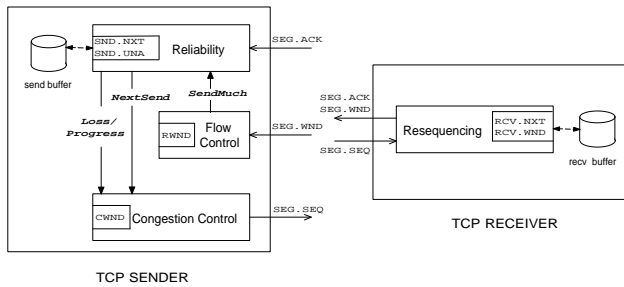 SND.NXT
SND.UNA
Reliability
SEG.ACK
send buffer
NextSend
SendMuch
Loss/
Progress
RWND
Flow
Control
SEG.WND
CWND
Congestion Control
SEG.SEQ
TCP SENDER
SEG.ACK
SEG.WND
SEG.SEQ
Resequencing
RCV.NXT
RCV.WND
recv buffer
TCP RECEIVER